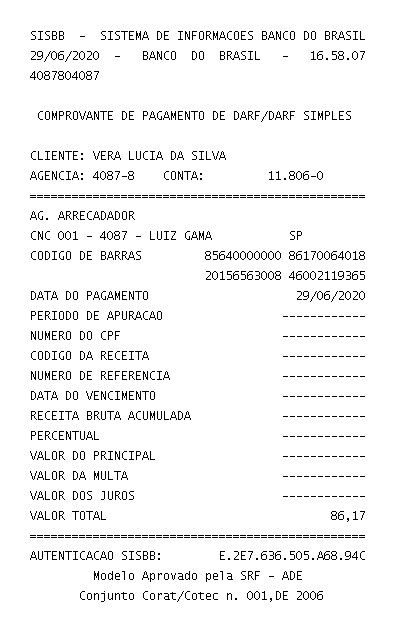 SISBB - SISTEMA DE INFORMACOES BANCO DO BRASIL
29/06/2020 - BANCO DO BRASIL - 16.58.07
4087804087
COMPROVANTE DE PAGAMENTO DE DARF/DARF SIMPLES
CLIENTE: VERA LUCIA DA SILVA
AGENCIA: 4087-8 CONTA: 11.806-0
================================================
AG. ARRECADADOR
CNC 001 - 4087 - LUIZ GAMA SP
CODIGO DE BARRAS 85640000000 86170064018
20156563008 46002119365
DATA DO PAGAMENTO 29/06/2020
PERIODO DE APURACAO ------------
NUMERO DO CPF ------------
CODIGO DA RECEITA ------------
NUMERO DE REFERENCIA ------------
DATA DO VENCIMENTO ------------
RECEITA BRUTA ACUMULADA ------------
PERCENTUAL ------------
VALOR DO PRINCIPAL ------------
VALOR DA MULTA ------------
VALOR DOS JUROS ------------
VALOR TOTAL 86,17
================================================
AUTENTICACAO SISBB: E.2E7.636.505.A68.94C
Modelo Aprovado pela SRF - ADE
Conjunto Corat/Cotec n. 001,DE 2006